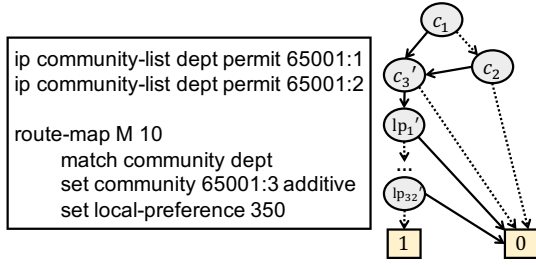 ip community-list dept permit 65001:1
ip community-list dept permit 65001:2
route-map M 10
match community dept
set community 65001:3 additive
set local-preference 350
c₁
c₂
c₃′
lp₁′
...
lp₃₂′
1
0